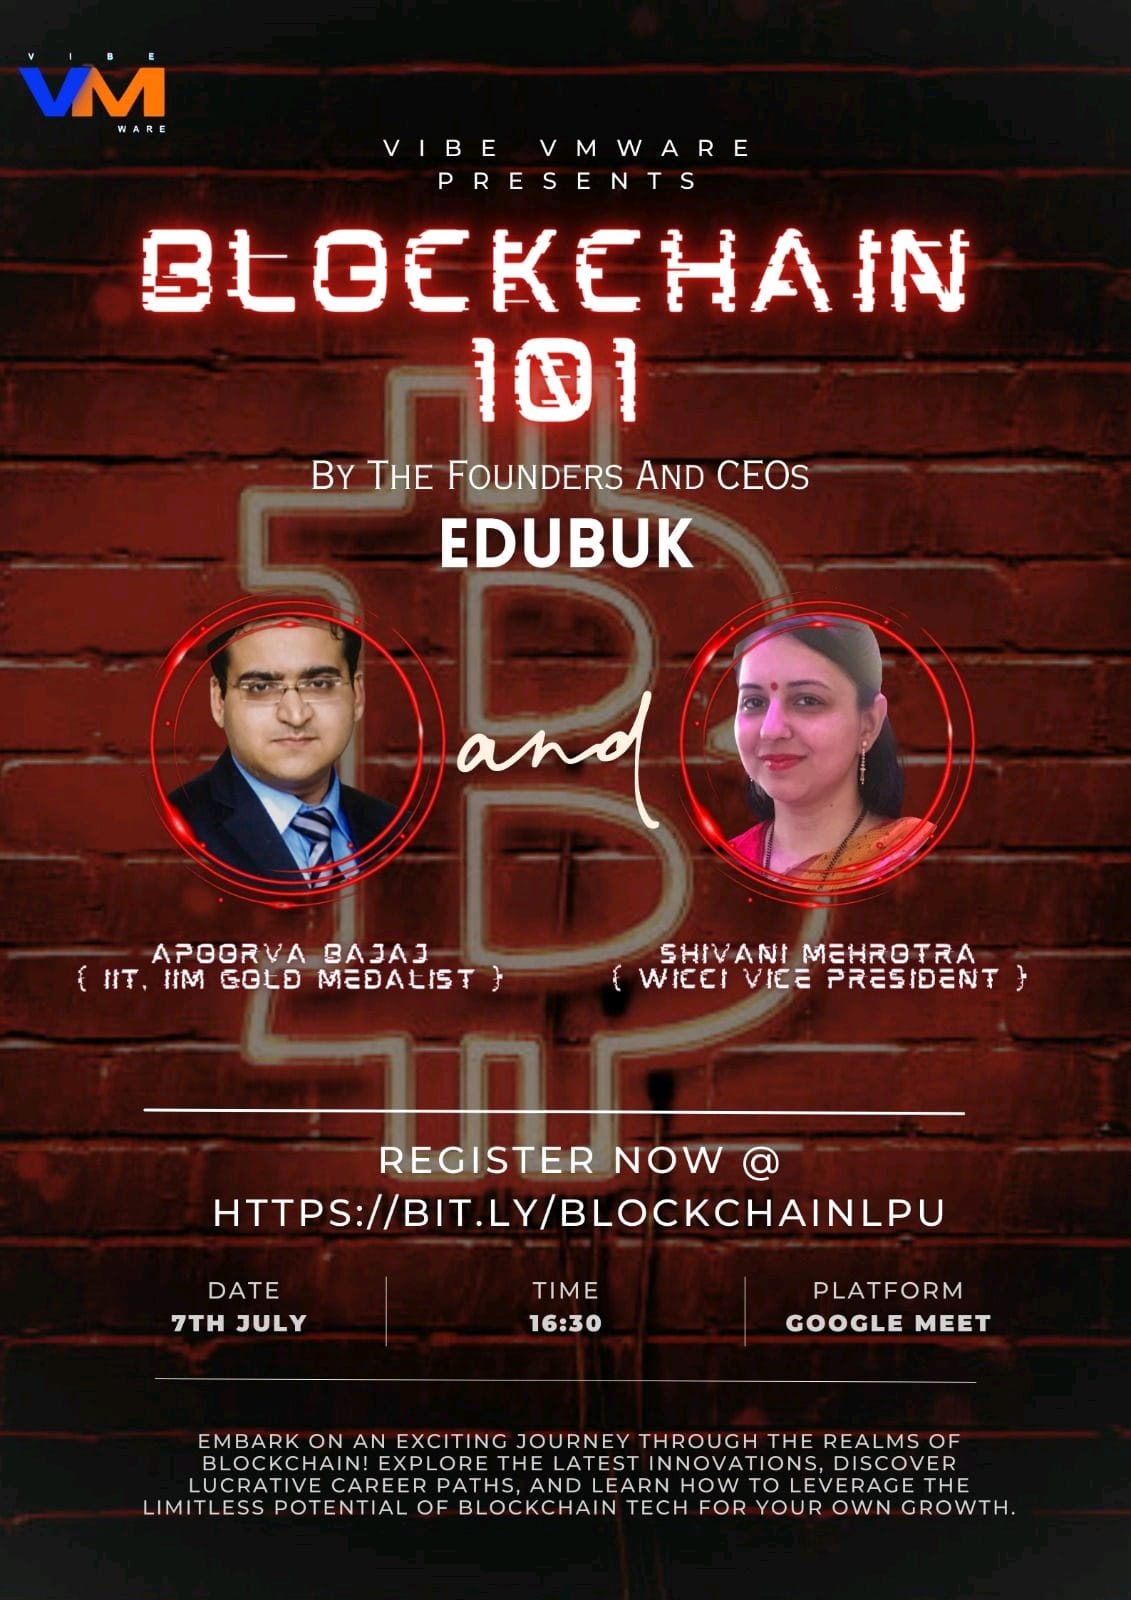 VIBE
VM
WARE
VIBE VMWARE
PRESENTS
BLOCKCHAIN
101
By The Founders And CEOs
EDUBUK
and
APOORVA BAJAJ
{ IIT, IIM GOLD MEDALIST }
SHIVANI MEHROTRA
{ WICCI VICE PRESIDENT }
REGISTER NOW @
HTTPS://BIT.LY/BLOCKCHAINLPU
DATE
7TH JULY
TIME
16:30
PLATFORM
GOOGLE MEET
EMBARK ON AN EXCITING JOURNEY THROUGH THE REALMS OF
BLOCKCHAIN! EXPLORE THE LATEST INNOVATIONS, DISCOVER
LUCRATIVE CAREER PATHS, AND LEARN HOW TO LEVERAGE THE
LIMITLESS POTENTIAL OF BLOCKCHAIN TECH FOR YOUR OWN GROWTH.